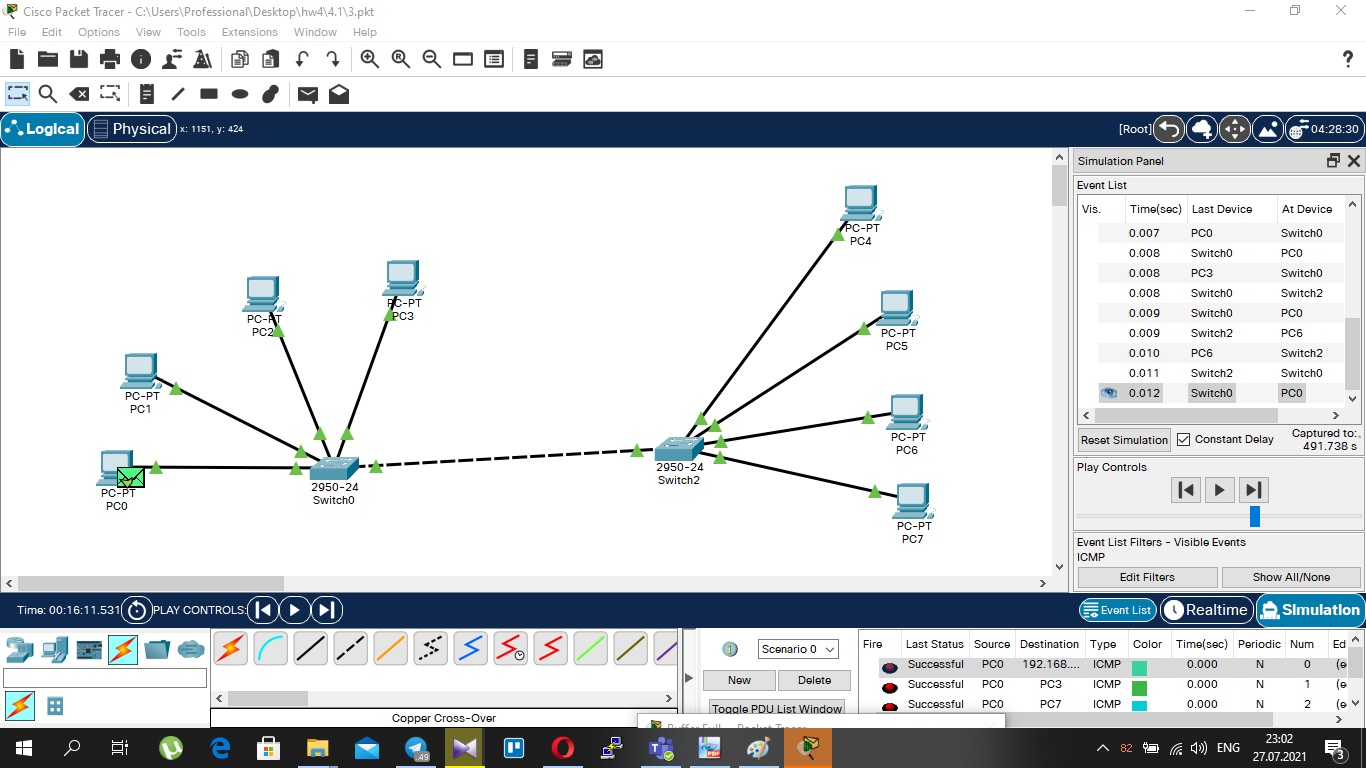 Cisco Packet Tracer - C:\Users\Professional\Desktop\hw4\4.1\3.pkt
File Edit Options View Tools Extensions Window Help
?
Logical Physical x: 1151, y: 424 [Root] 04:28:30
Simulation Panel
Event List
Vis. Time(sec) Last Device At Device
0.007 PC0 Switch0
0.008 Switch0 PC0
0.008 PC3 Switch0
0.008 Switch0 Switch2
0.009 Switch0 PC0
0.009 Switch2 PC6
0.010 PC6 Switch2
0.011 Switch2 Switch0
0.012 Switch0 PC0
Reset Simulation Constant Delay Captured to:
491.738 s
Play Controls
Event List Filters - Visible Events
ICMP
Edit Filters Show All/None
PC-PT
PC4
PC-PT
PC3
PC-PT
PC2
PC-PT
PC5
PC-PT
PC1
PC-PT
PC6
2950-24
Switch2
2950-24
Switch0
PC-PT
PC0
PC-PT
PC7
Time: 00:16:11.531 PLAY CONTROLS: Event List Realtime Simulation
Scenario 0
New Delete
Toggle PDU List Window
Fire Last Status Source Destination Type Color Time(sec) Periodic Num Ed
Successful PC0 192.168.... ICMP 0.000 N 0 (e
Successful PC0 PC3 ICMP 0.000 N 1 (e
Successful PC0 PC7 ICMP 0.000 N 2 (e
Copper Cross-Over
49
82 ENG 23:02
27.07.2021
3